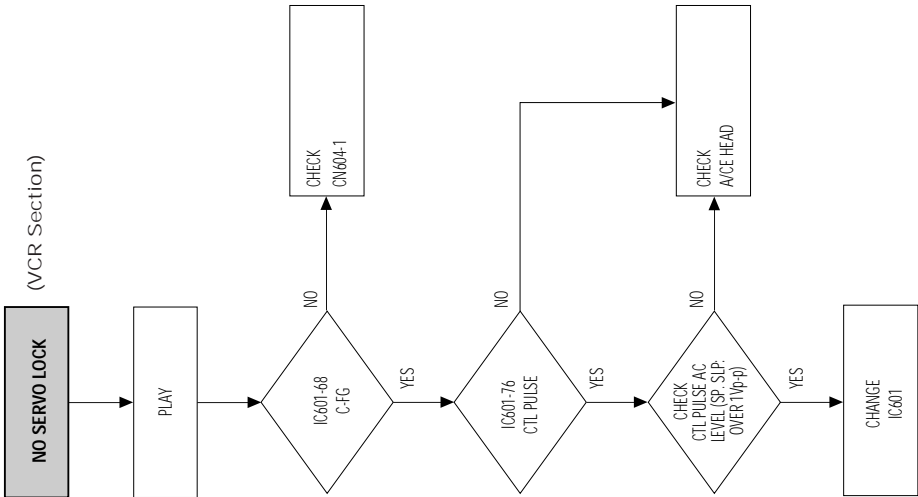 (VCR Section)
NO SERVO LOCK
PLAY
IC601-68
C-FG
NO
CHECK
CN604-1
YES
IC601-76
CTL PULSE
NO
YES
CHECK
CTL PULSE AC
LEVEL (SP. SLP:
OVER 1Vp-p)
NO
CHECK
A/CE HEAD
YES
CHANGE
IC601